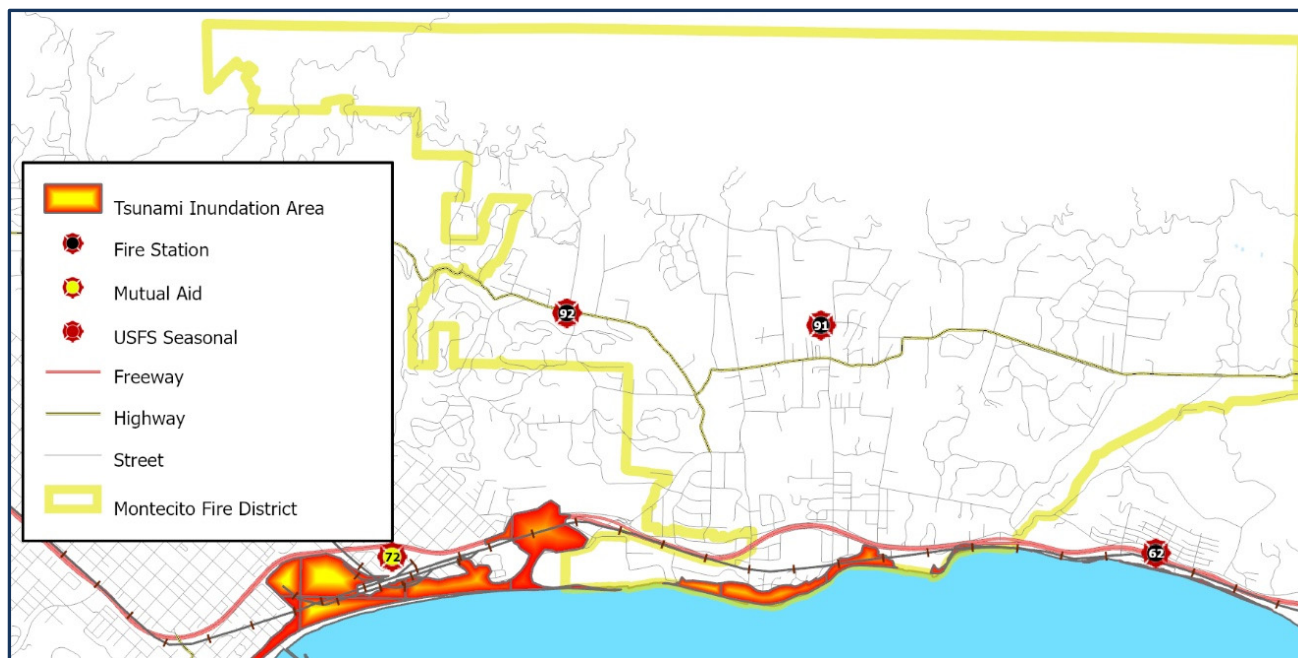 Tsunami Inundation Area
Fire Station
Mutual Aid
USFS Seasonal
Freeway
Highway
Street
Montecito Fire District
92
91
72
62